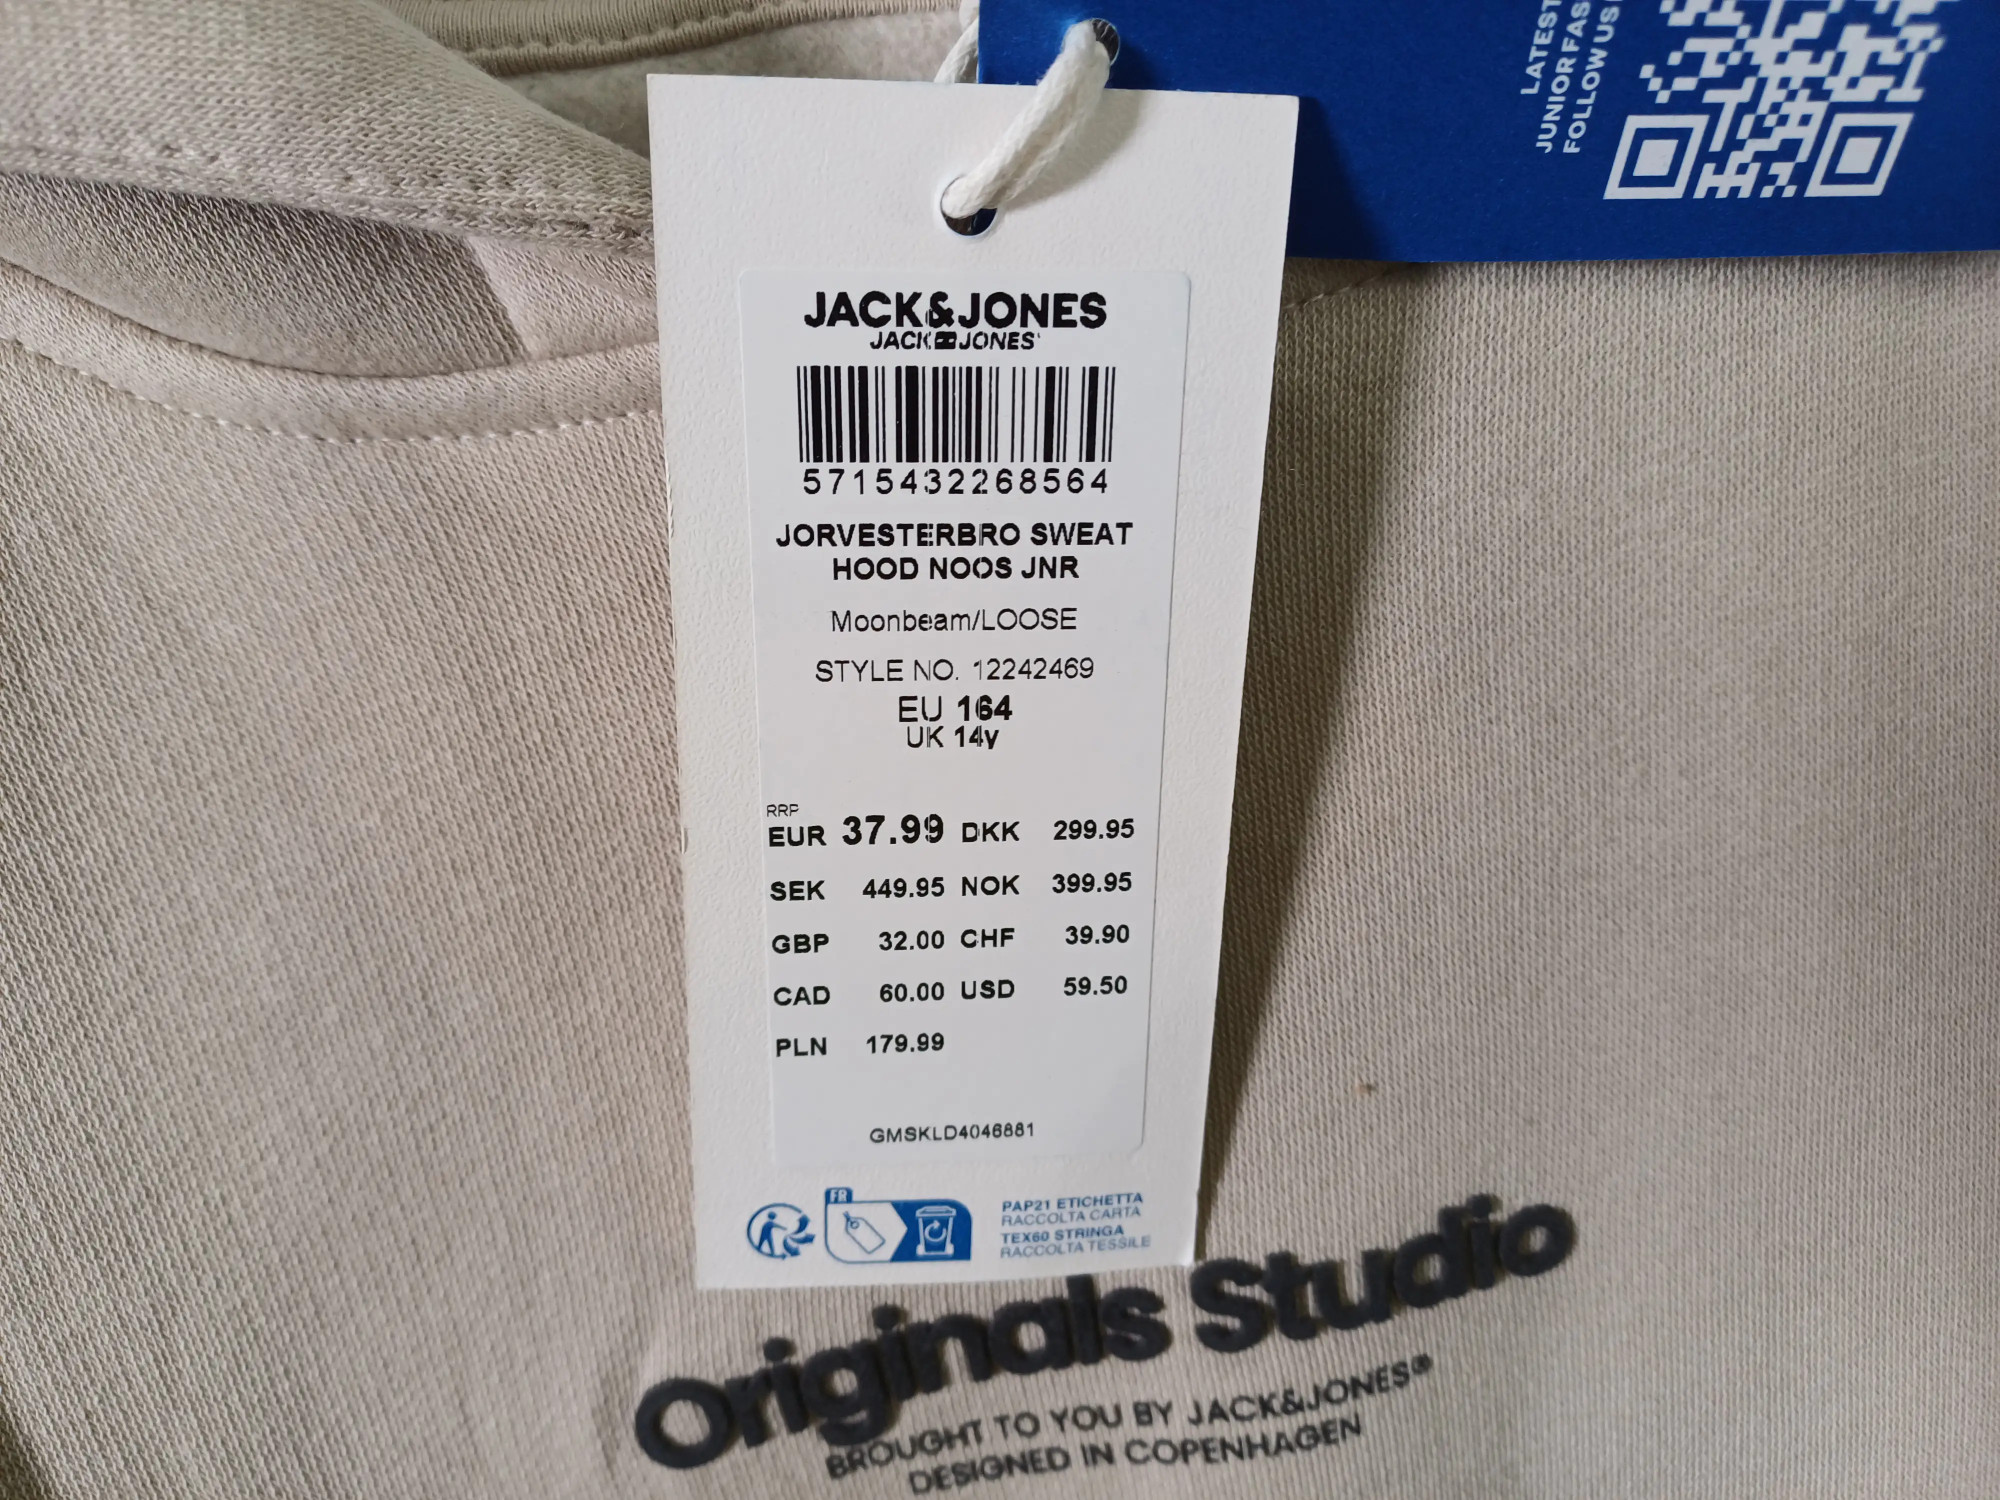 LATEST
JUNIOR FAS
FOLLOW US
JACK&JONES
JACK JONES
5715432268564
JORVESTERBRO SWEAT
HOOD NOOS JNR
Moonbeam/LOOSE
STYLE NO. 12242469
EU 164
UK 14y
RRP
EUR 37.99 DKK 299.95
SEK 449.95 NOK 399.95
GBP 32.00 CHF 39.90
CAD 60.00 USD 59.50
PLN 179.99
GMSKLD4046881
FR
PAP21 ETICHETTA
RACCOLTA CARTA
TEX60 STRINGA
RACCOLTA TESSILE
Originals Studio
BROUGHT TO YOU BY JACK&JONES®
DESIGNED IN COPENHAGEN